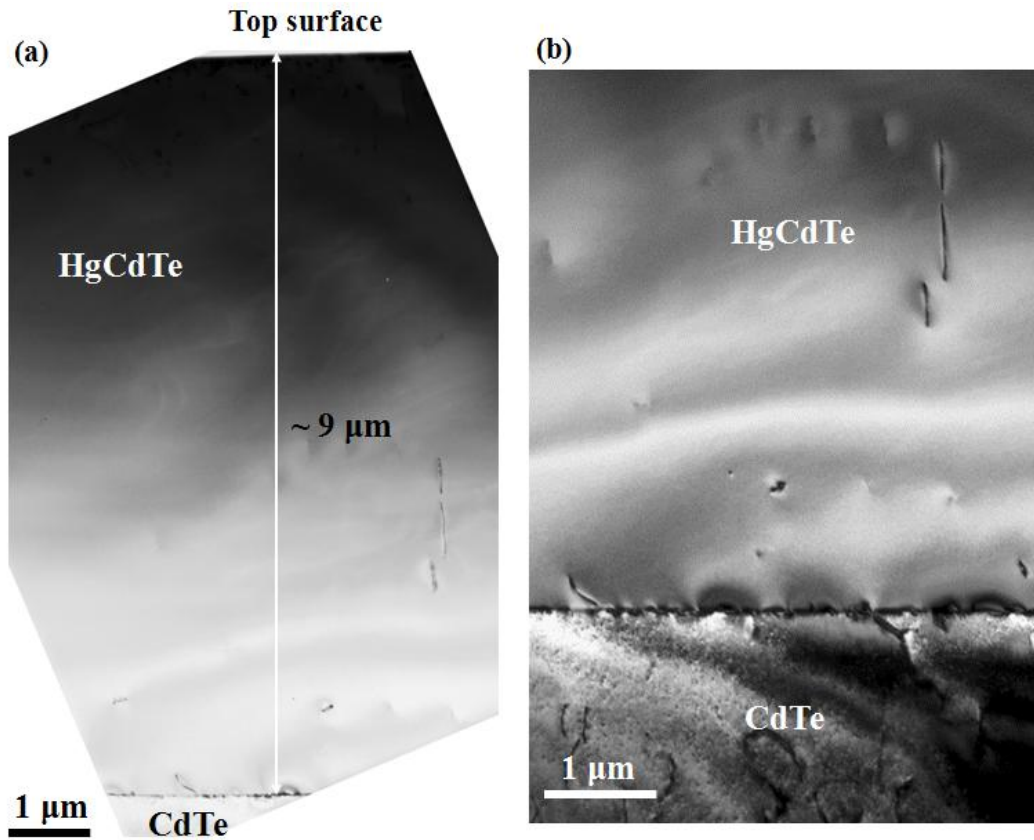 Top surface
(a)
HgCdTe
~ 9 µm
1 µm
CdTe
(b)
HgCdTe
CdTe
1 µm